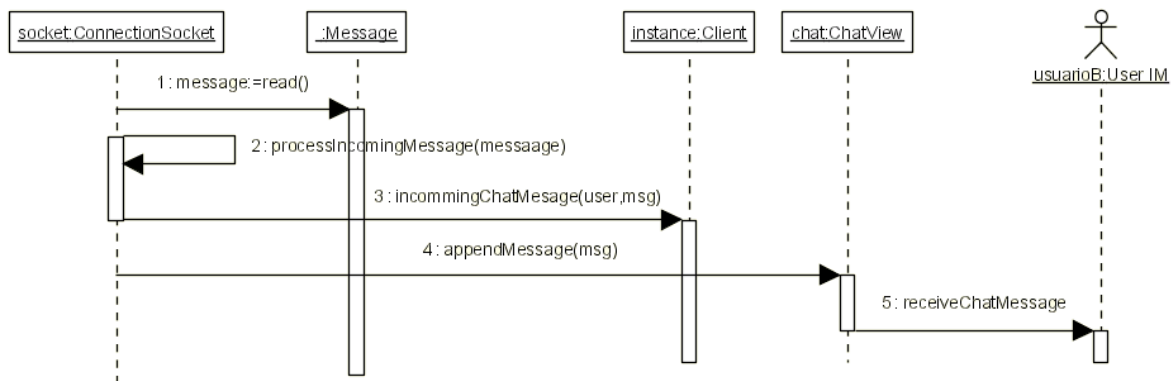 socket:ConnectionSocket
:Message
instance:Client
chat:ChatView
usuarioB:User IM
1: message:=read()
2: processIncomingMessage(messaage)
3: incommingChatMesage(user,msg)
4: appendMessage(msg)
5: receiveChatMessage